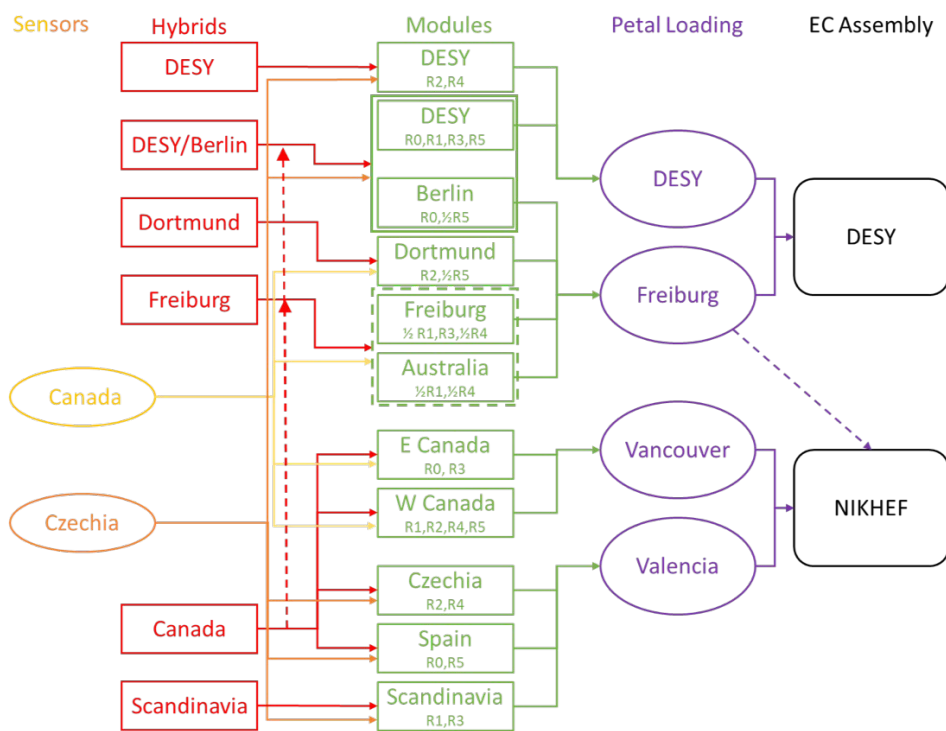 Sensors
Hybrids
Modules
Petal Loading
EC Assembly
DESY
DESY
R2,R4
DESY/Berlin
DESY
R0,R1,R3,R5
Berlin
R0,½R5
Dortmund
Dortmund
R2,½R5
Freiburg
Freiburg
½ R1,R3,½R4
Australia
½R1,½R4
DESY
Freiburg
DESY
Canada
E Canada
R0, R3
W Canada
R1,R2,R4,R5
Vancouver
Czechia
NIKHEF
Czechia
R2,R4
Valencia
Canada
Spain
R0,R5
Scandinavia
Scandinavia
R1,R3